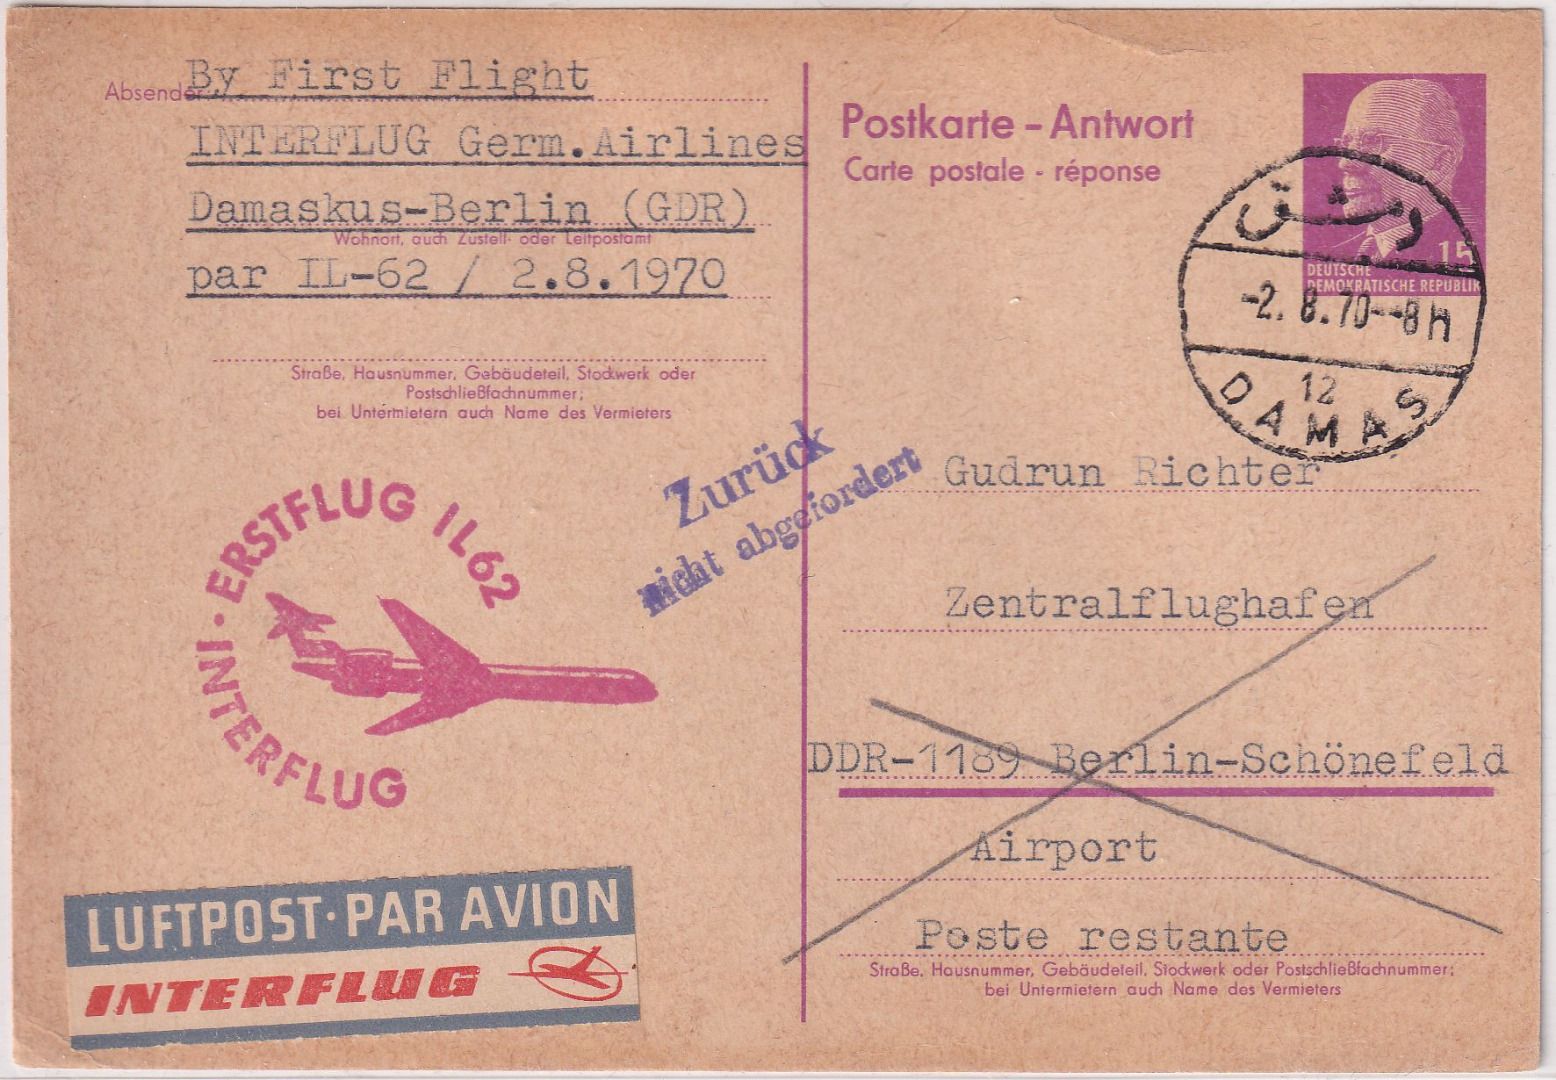 Absender
By First Flight
INTERFLUG Germ.Airlines
Damaskus-Berlin (GDR)
Wohnort, auch Zustell- oder Leitpostamt
par IL-62 / 2.8.1970
Straße, Hausnummer, Gebäudeteil, Stockwerk oder
Postschließfachnummer;
bei Untermietern auch Name des Vermieters
ERSTFLUG IL62
· INTERFLUG
LUFTPOST·PAR AVION
INTERFLUG
Zurück
nicht abgefordert
Postkarte - Antwort
Carte postale - réponse
15
DEUTSCHE
DEMOKRATISCHE REPUBLIK
دمشق
-2. 8.70--8H
12
DAMAS
Gudrun Richter
Zentralflughafen
DDR-1189 Berlin-Schönefeld
Airport
Poste restante
Straße, Hausnummer, Gebäudeteil, Stockwerk oder Postschließfachnummer;
bei Untermietern auch Name des Vermieters